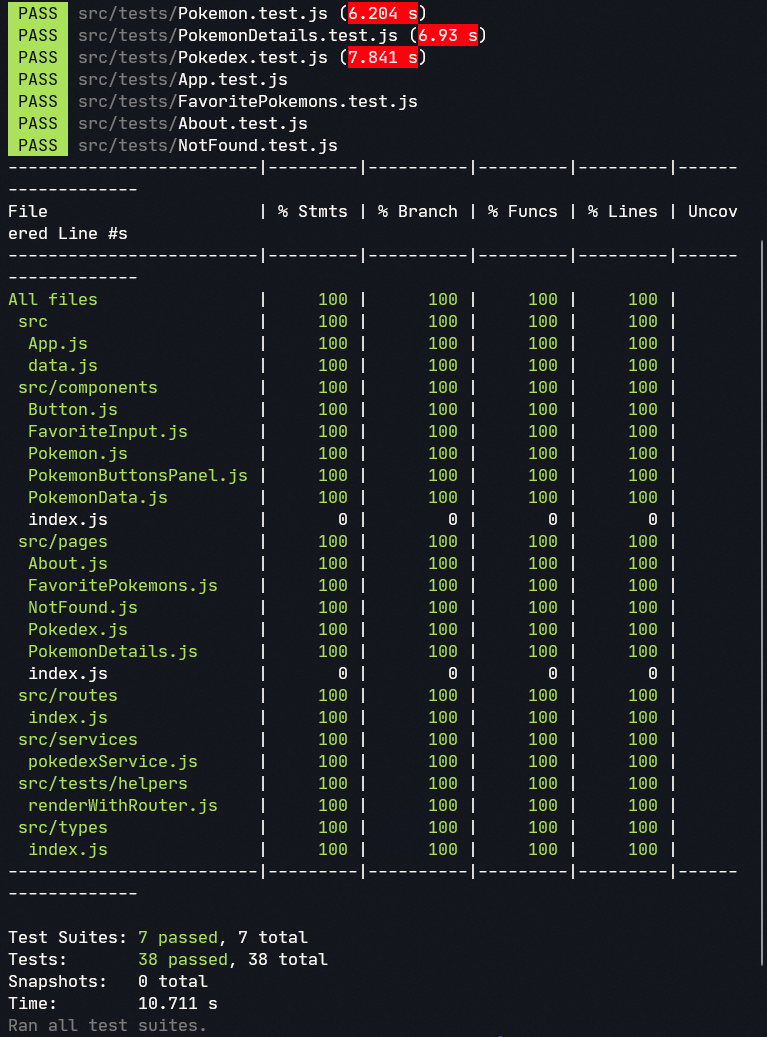 PASS src/tests/Pokemon.test.js (6.204 s)
PASS src/tests/PokemonDetails.test.js (6.93 s)
PASS src/tests/Pokedex.test.js (7.841 s)
PASS src/tests/App.test.js
PASS src/tests/FavoritePokemons.test.js
PASS src/tests/About.test.js
PASS src/tests/NotFound.test.js
-------------------------|---------|----------|---------|---------|------
-------------
File                     | % Stmts | % Branch | % Funcs | % Lines | Uncov
ered Line #s
-------------------------|---------|----------|---------|---------|------
-------------
All files                |     100 |      100 |     100 |     100 |
 src                     |     100 |      100 |     100 |     100 |
  App.js                 |     100 |      100 |     100 |     100 |
  data.js                |     100 |      100 |     100 |     100 |
 src/components          |     100 |      100 |     100 |     100 |
  Button.js              |     100 |      100 |     100 |     100 |
  FavoriteInput.js       |     100 |      100 |     100 |     100 |
  Pokemon.js             |     100 |      100 |     100 |     100 |
  PokemonButtonsPanel.js |     100 |      100 |     100 |     100 |
  PokemonData.js         |     100 |      100 |     100 |     100 |
  index.js               |       0 |        0 |       0 |       0 |
 src/pages               |     100 |      100 |     100 |     100 |
  About.js               |     100 |      100 |     100 |     100 |
  FavoritePokemons.js    |     100 |      100 |     100 |     100 |
  NotFound.js            |     100 |      100 |     100 |     100 |
  Pokedex.js             |     100 |      100 |     100 |     100 |
  PokemonDetails.js      |     100 |      100 |     100 |     100 |
  index.js               |       0 |        0 |       0 |       0 |
 src/routes              |     100 |      100 |     100 |     100 |
  index.js               |     100 |      100 |     100 |     100 |
 src/services            |     100 |      100 |     100 |     100 |
  pokedexService.js      |     100 |      100 |     100 |     100 |
 src/tests/helpers       |     100 |      100 |     100 |     100 |
  renderWithRouter.js    |     100 |      100 |     100 |     100 |
 src/types               |     100 |      100 |     100 |     100 |
  index.js               |     100 |      100 |     100 |     100 |
-------------------------|---------|----------|---------|---------|------
-------------
Test Suites: 7 passed, 7 total
Tests:       38 passed, 38 total
Snapshots:   0 total
Time:        10.711 s
Ran all test suites.